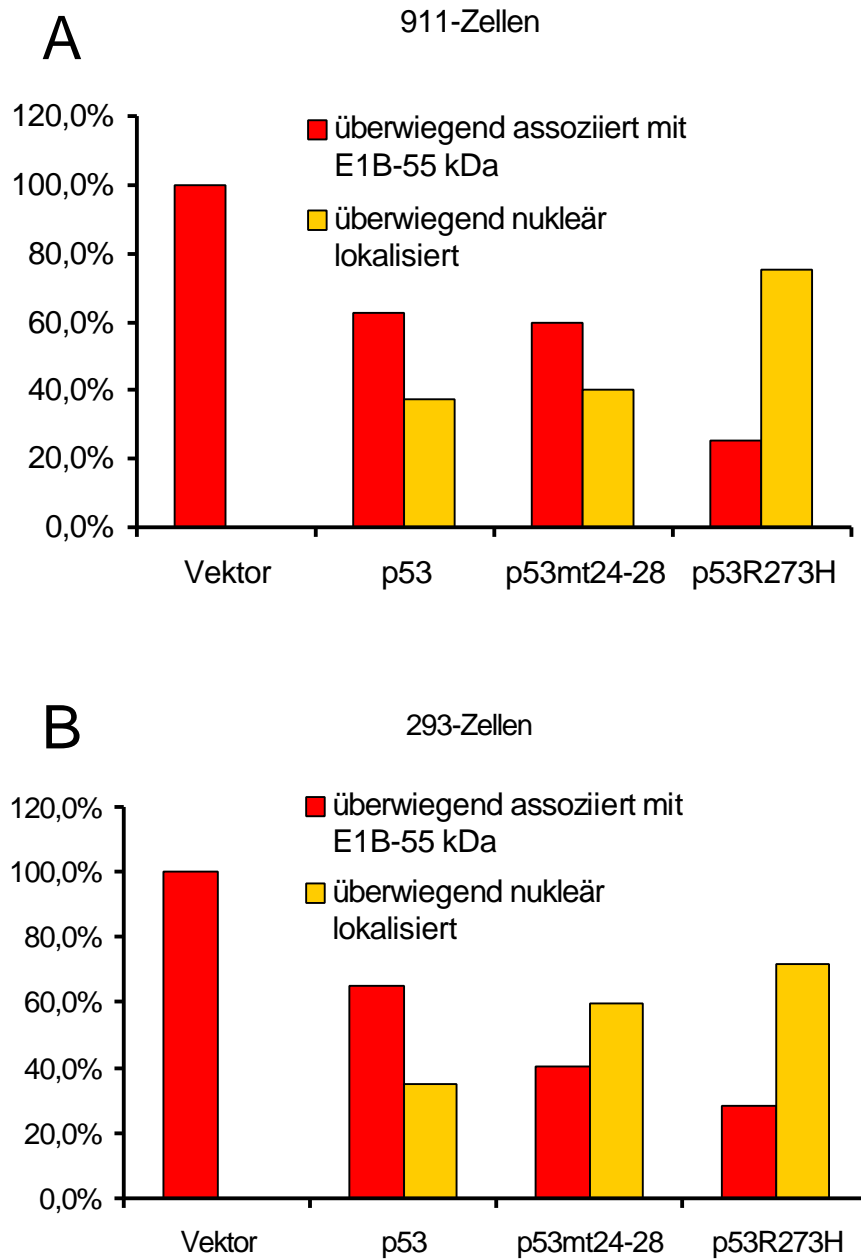 A
911-Zellen
120,0%
100,0%
80,0%
60,0%
40,0%
20,0%
0,0%
überwiegend assoziiert mit
E1B-55 kDa
überwiegend nukleär
lokalisiert
Vektor p53 p53mt24-28 p53R273H
B
293-Zellen
120,0%
100,0%
80,0%
60,0%
40,0%
20,0%
0,0%
überwiegend assoziiert mit
E1B-55 kDa
überwiegend nukleär
lokalisiert
Vektor p53 p53mt24-28 p53R273H